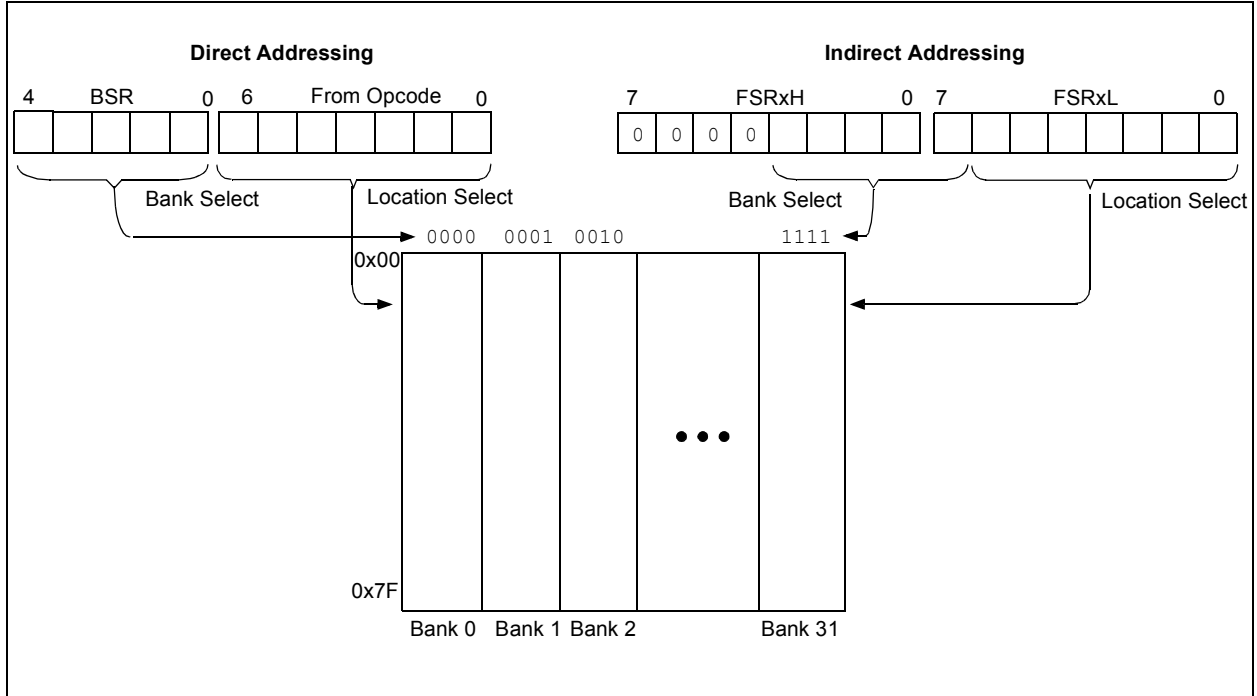 Direct Addressing Indirect Addressing
4 BSR 0 6 From Opcode 0 7 FSRxH 0 7 FSRxL 0
0 0 0 0
Bank Select Location Select Bank Select Location Select
0000 0001 0010 1111
0x00
0x7F
Bank 0 Bank 1 Bank 2 Bank 31